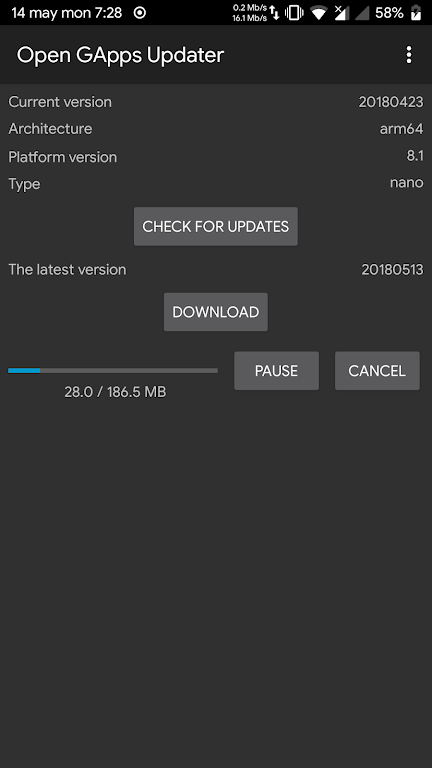 14 may mon 7:28
0.2 Mb/s
16.1 Mb/s
58%
Open GApps Updater
Current version 20180423
Architecture arm64
Platform version 8.1
Type nano
CHECK FOR UPDATES
The latest version 20180513
DOWNLOAD
PAUSE CANCEL
28.0 / 186.5 MB